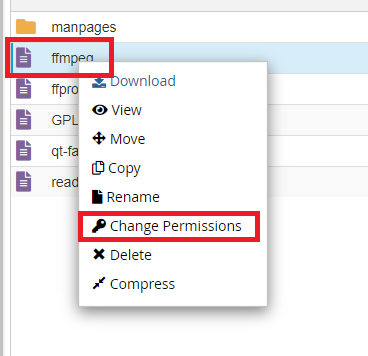 manpages
ffmpeg
Download
ffpro
View
Move
GPL
Copy
qt-fa
read
Rename
Change Permissions
Delete
Compress